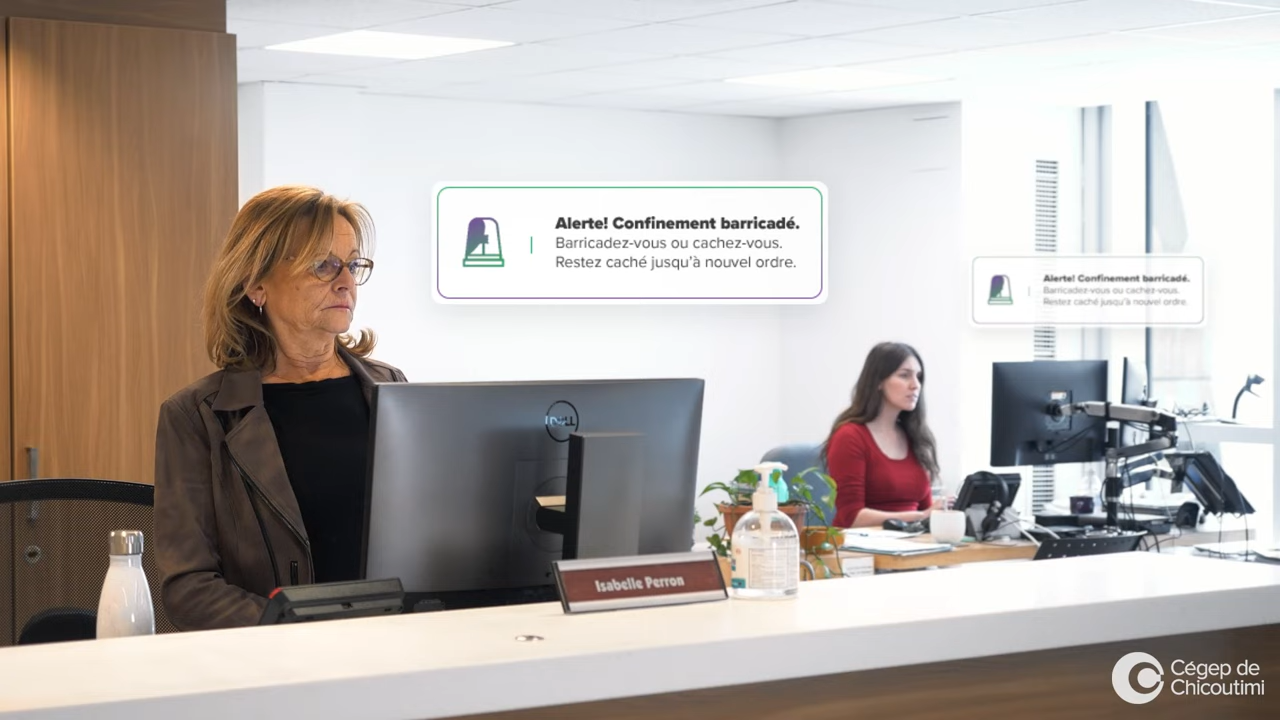 Alerte! Confinement barricadé.
Barricadez-vous ou cachez-vous.
Restez caché jusqu'à nouvel ordre.
Alerte! Confinement barricadé.
Barricadez-vous ou cachez-vous.
Restez caché jusqu'à nouvel ordre.
DELL
Isabelle Perron
Cégep de
Chicoutimi